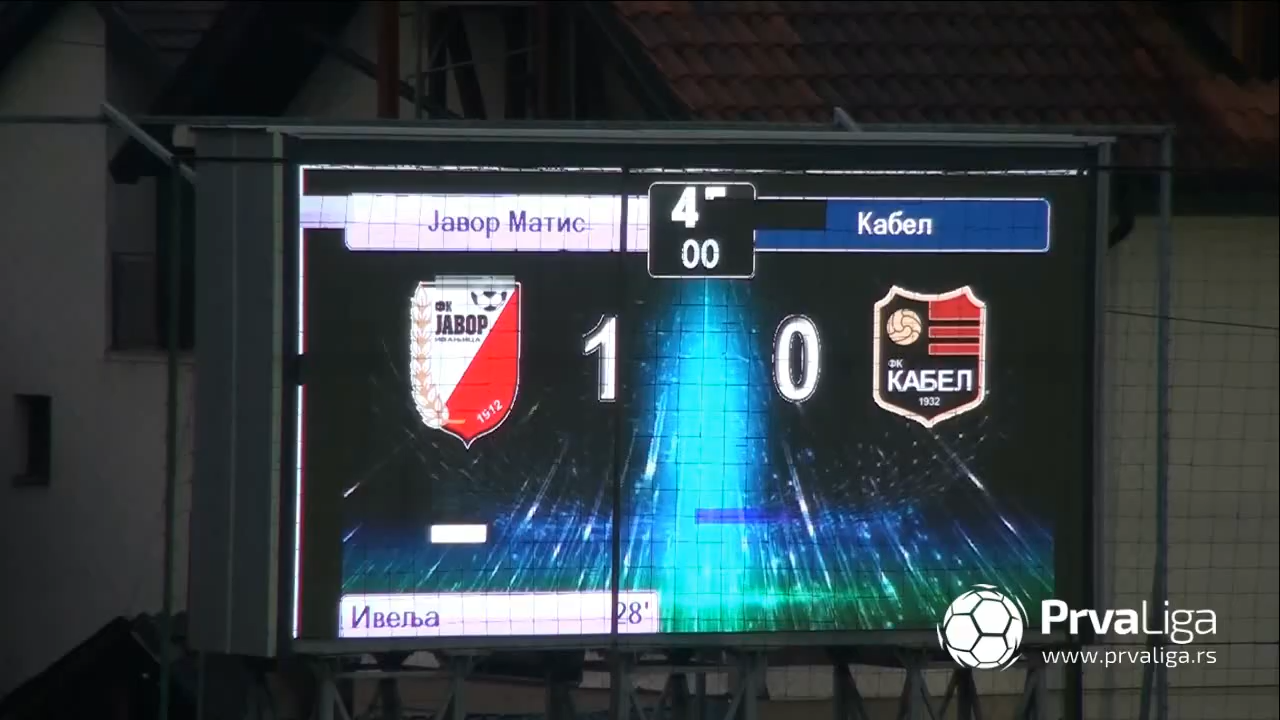 Јавор Матис
4
00
Кабел
ФК
ЈАВОР
ИВАЊИЦА
1912
1
0
ФК
КАБЕЛ
1932
Ивеља 28'
PrvaLiga
www.prvaliga.rs